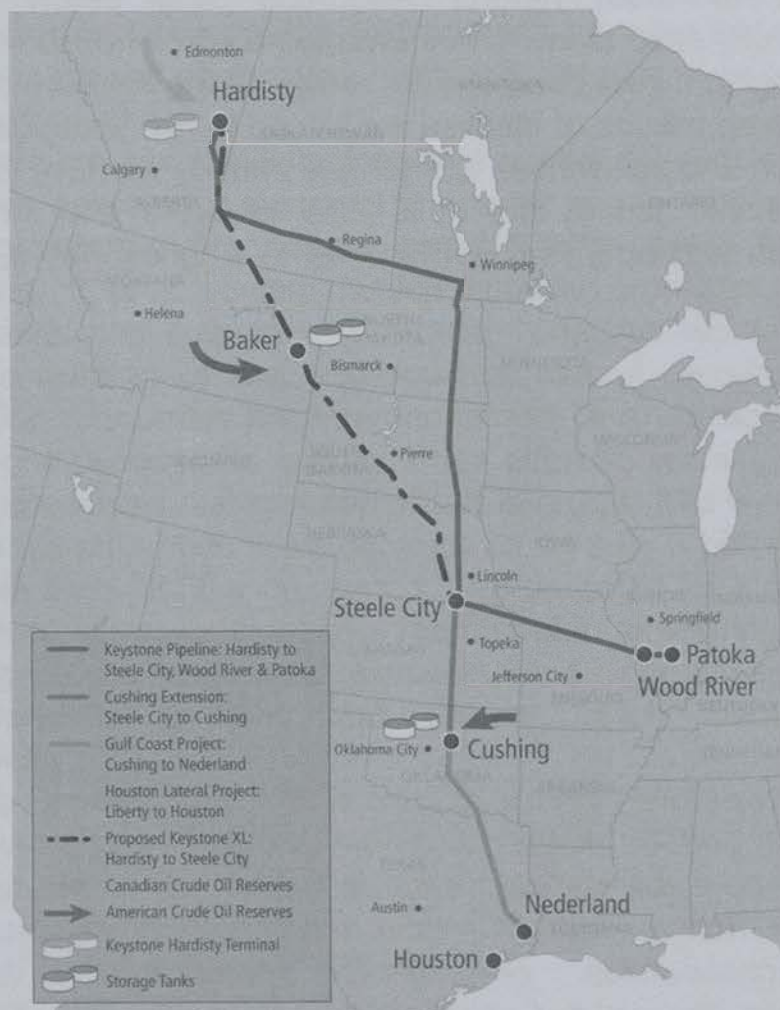 Edmonton
Hardisty
Calgary
Regina
Winnipeg
Helena
Baker
Bismarck
Pierre
Lincoln
Steele City
Springfield
Topeka
Patoka
Jefferson City
Wood River
Oklahoma City
Cushing
Austin
Nederland
Houston
Keystone Pipeline: Hardisty to
Steele City, Wood River & Patoka
Cushing Extension:
Steele City to Cushing
Gulf Coast Project:
Cushing to Nederland
Houston Lateral Project:
Liberty to Houston
Proposed Keystone XL:
Hardisty to Steele City
Canadian Crude Oil Reserves
American Crude Oil Reserves
Keystone Hardisty Terminal
Storage Tanks